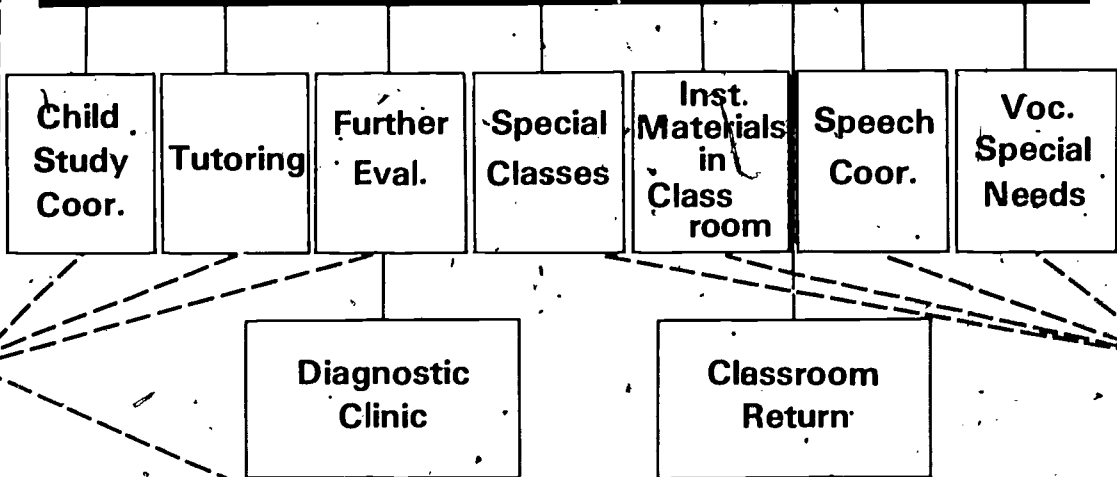 Child
Study
Coor.
Tutoring
Further
Eval.
Special
Classes
Inst.
Materials
in
Class
room
Speech
Coor.
Voc.
Special
Needs
Diagnostic
Clinic
Classroom
Return